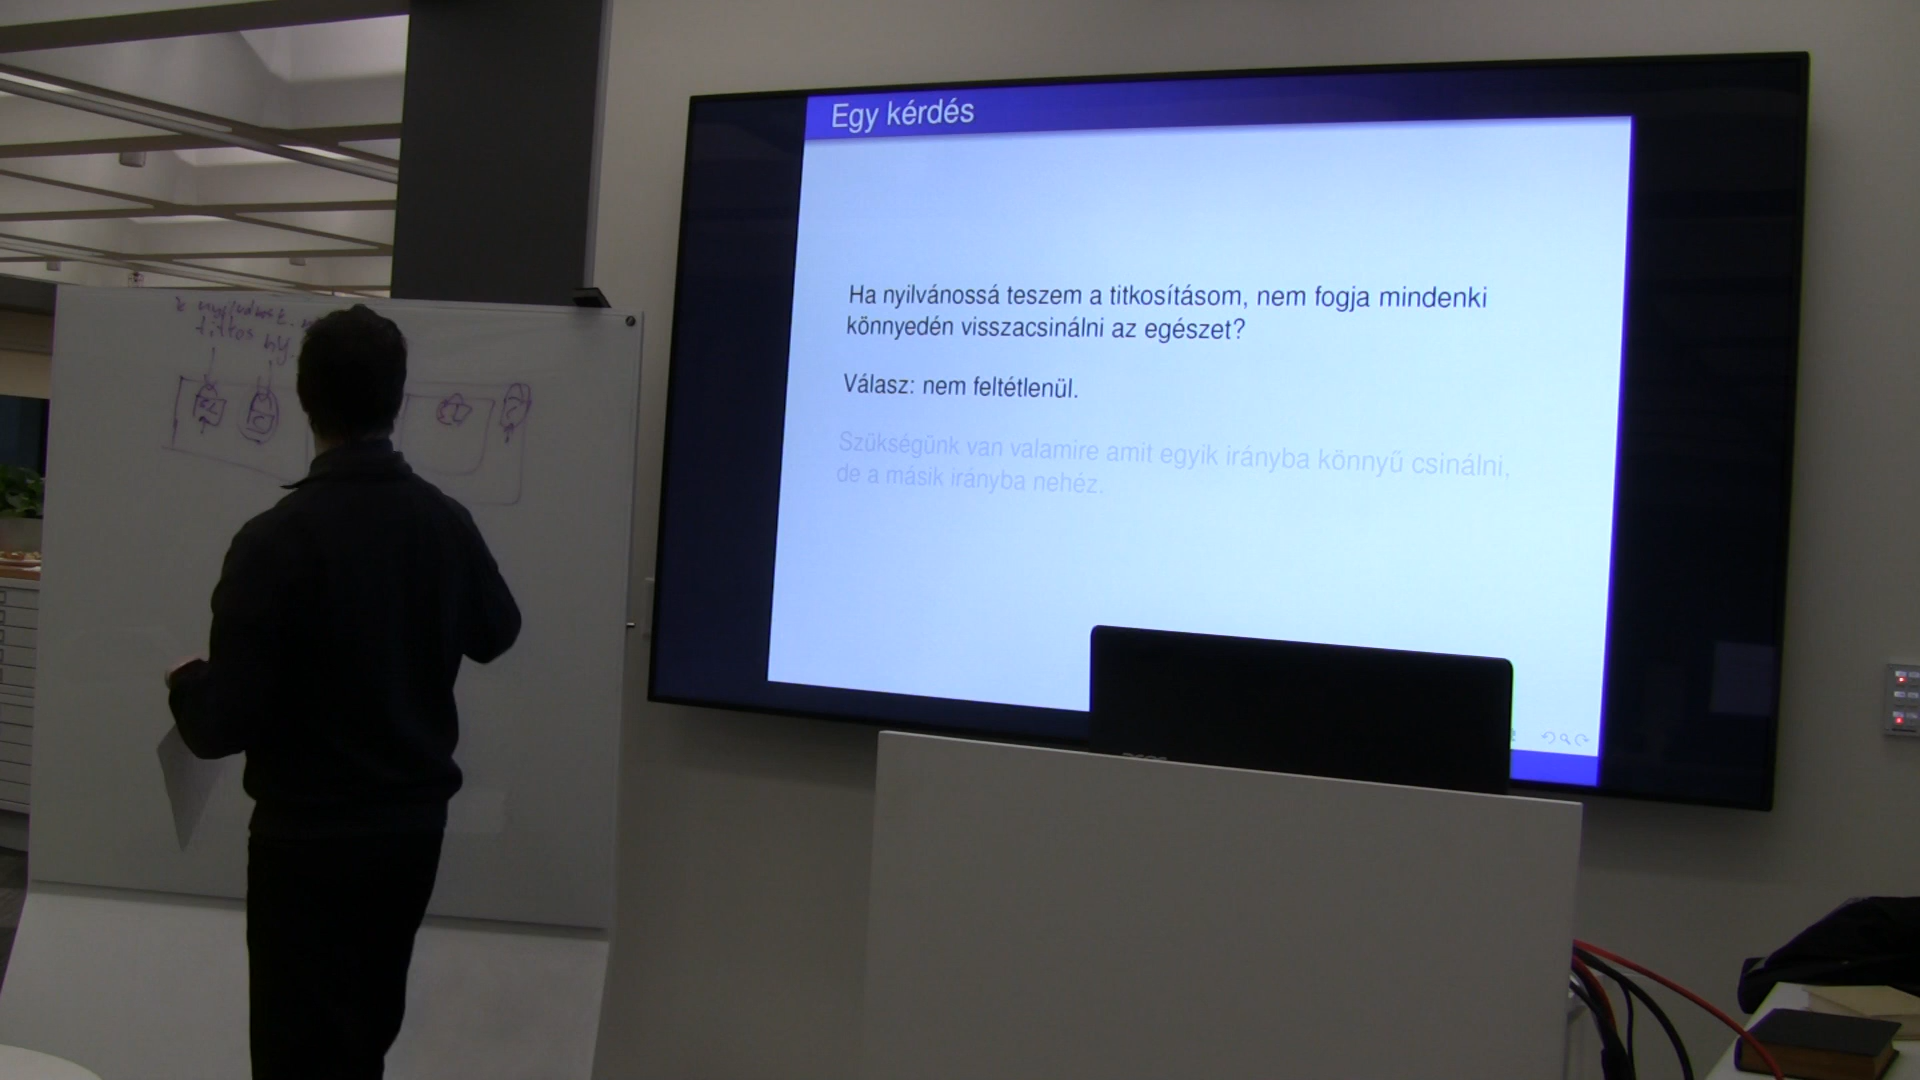 titkos
Egy kérdés
Ha nyilvánossá teszem a titkosításom, nem fogja mindenki
könnyedén visszacsinálni az egészet?
Válasz: nem feltétlenül.
Szükségünk van valamire amit egyik irányba könnyű csinálni,
de a másik irányba nehéz.